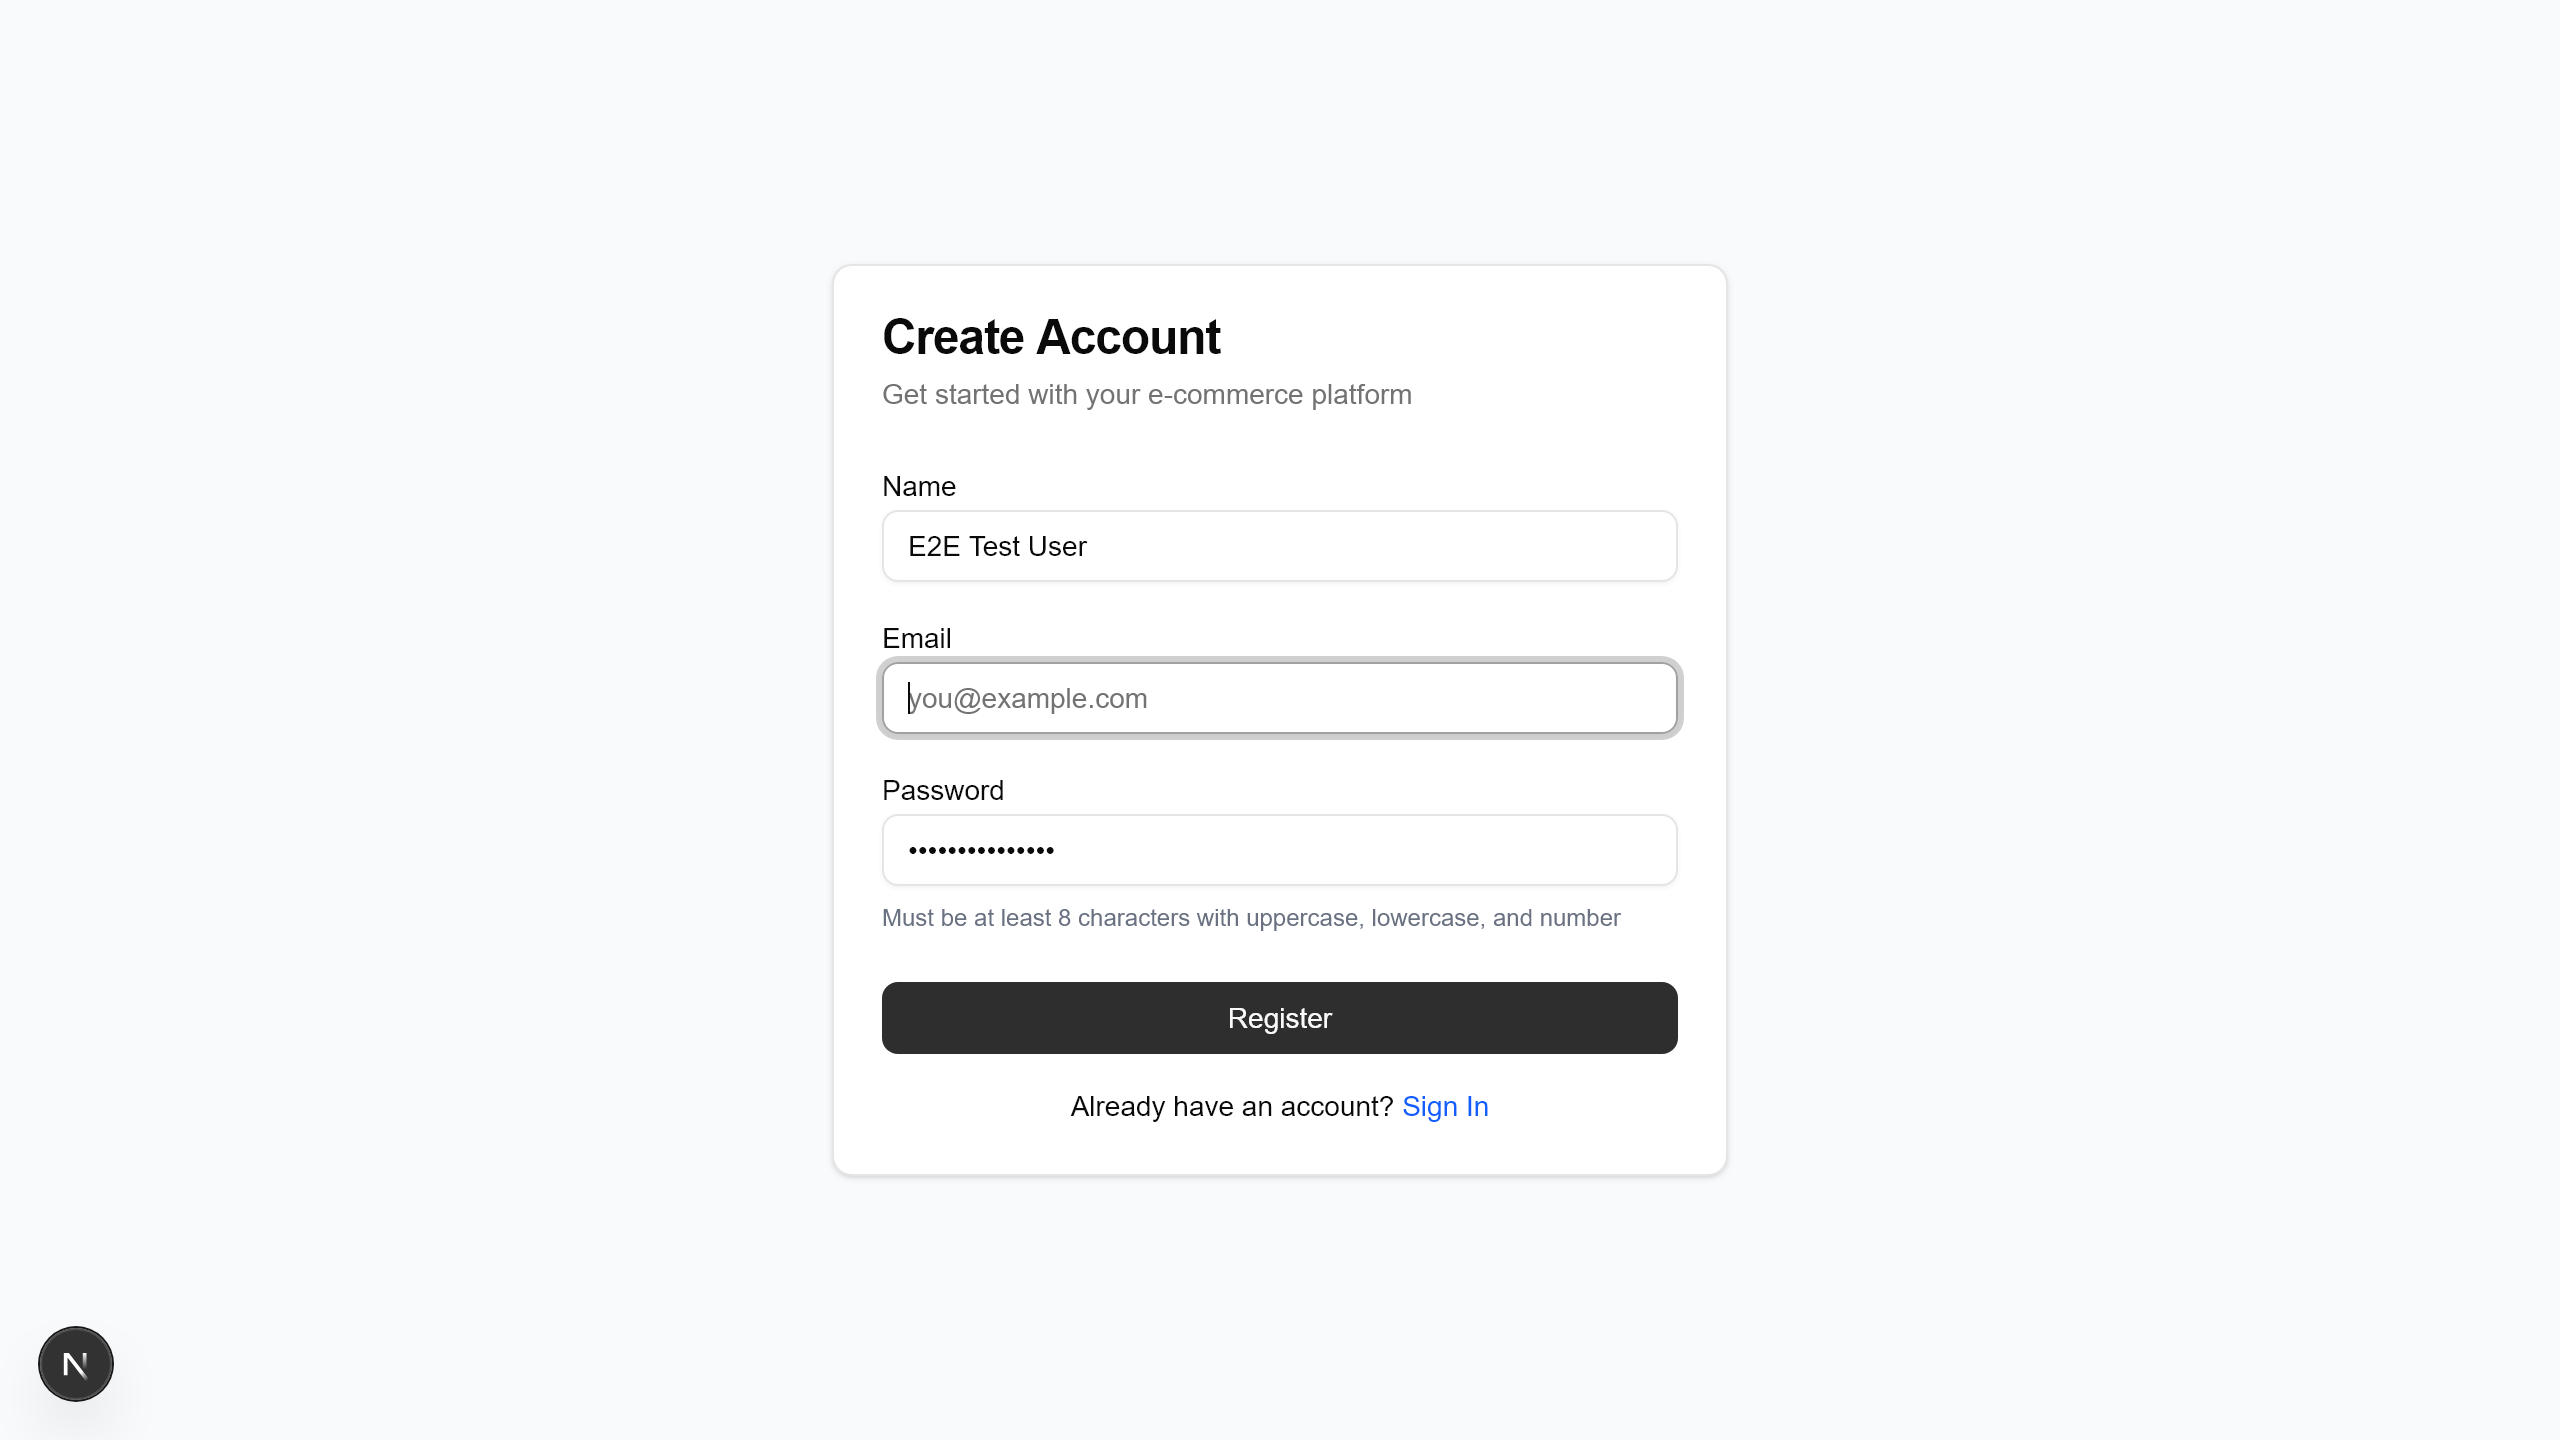 Create Account
Get started with your e-commerce platform
Name
E2E Test User
Email
you@example.com
Password
•••••••••••••••
Must be at least 8 characters with uppercase, lowercase, and number
Register
Already have an account? Sign In
N